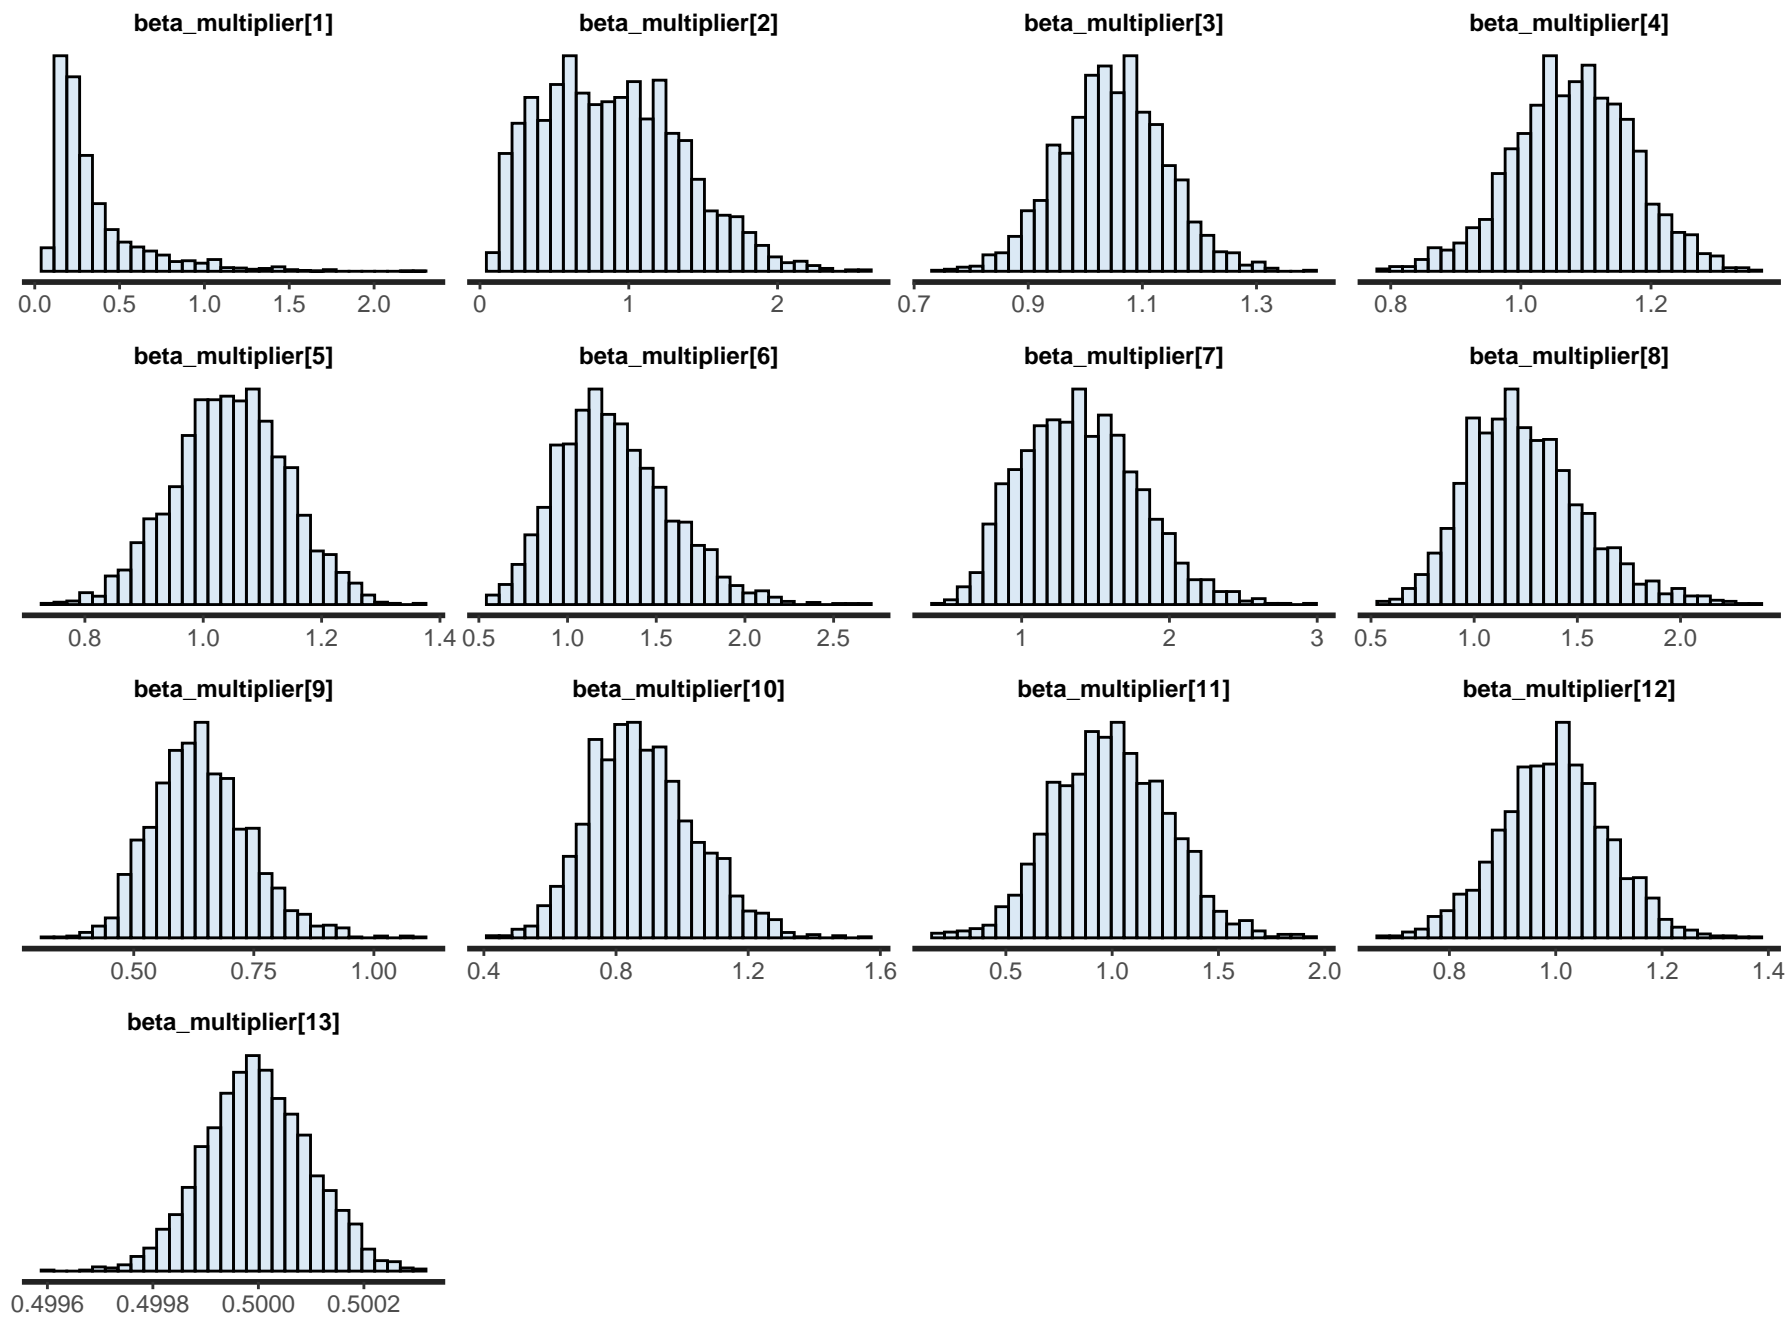 beta_multiplier[1] beta_multiplier[2] beta_multiplier[3] beta_multiplier[4]
0.0 0.5 1.0 1.5 2.0 0 1 2 0.7 0.9 1.1 1.3 0.8 1.0 1.2
beta_multiplier[5] beta_multiplier[6] beta_multiplier[7] beta_multiplier[8]
0.8 1.0 1.2 1.4 0.5 1.0 1.5 2.0 2.5 1 2 3 0.5 1.0 1.5 2.0
beta_multiplier[9] beta_multiplier[10] beta_multiplier[11] beta_multiplier[12]
0.50 0.75 1.00 0.4 0.8 1.2 1.6 0.5 1.0 1.5 2.0 0.8 1.0 1.2 1.4
beta_multiplier[13]
0.4996 0.4998 0.5000 0.5002